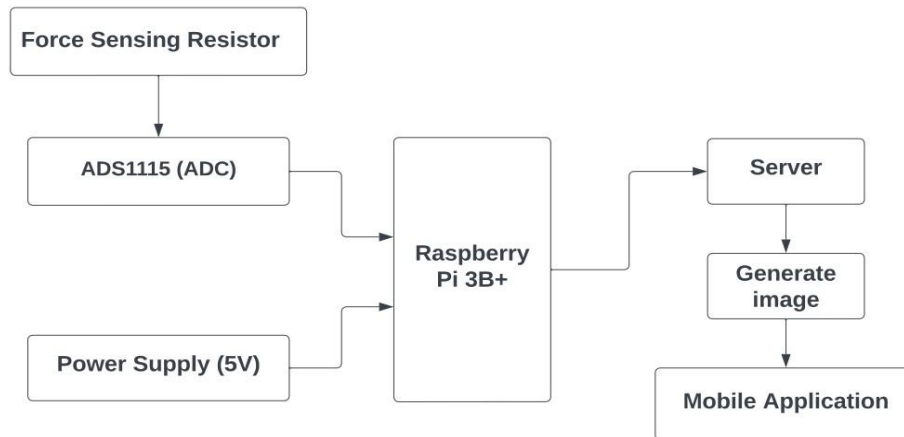 Force Sensing Resistor
ADS1115 (ADC)
Raspberry
Pi 3B+
Power Supply (5V)
Server
Generate
image
Mobile Application